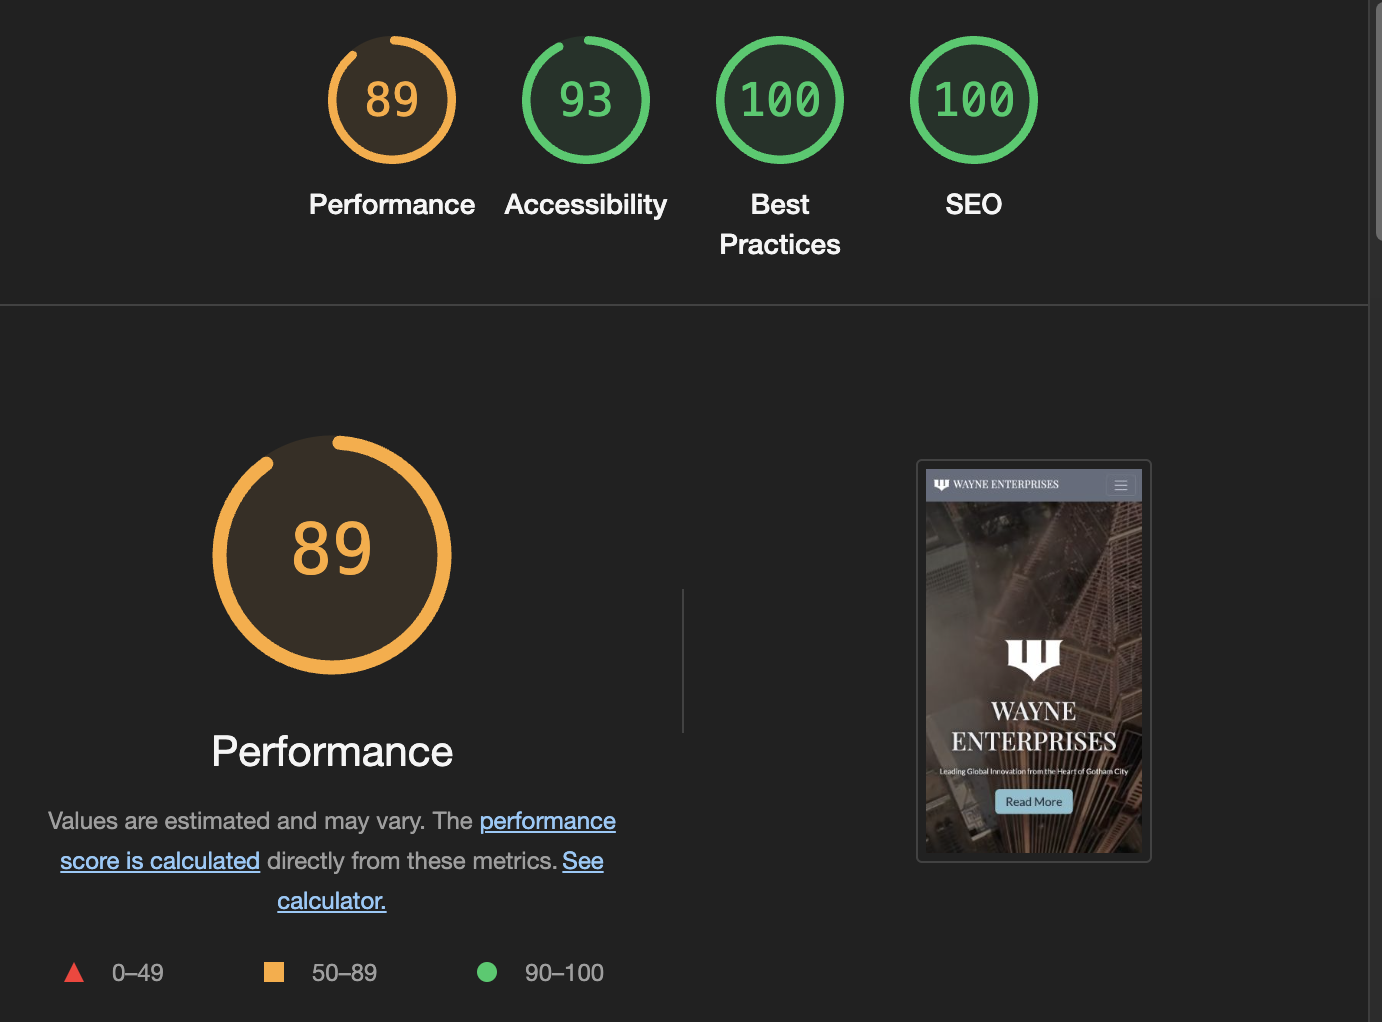 89
93
100
100
Performance
Accessibility
Best
Practices
SEO
89
Performance
Values are estimated and may vary. The performance
score is calculated directly from these metrics. See
calculator.
0–49
50–89
90–100
WAYNE ENTERPRISES
WAYNE
ENTERPRISES
Leading Global Innovation from the Heart of Gotham City
Read More